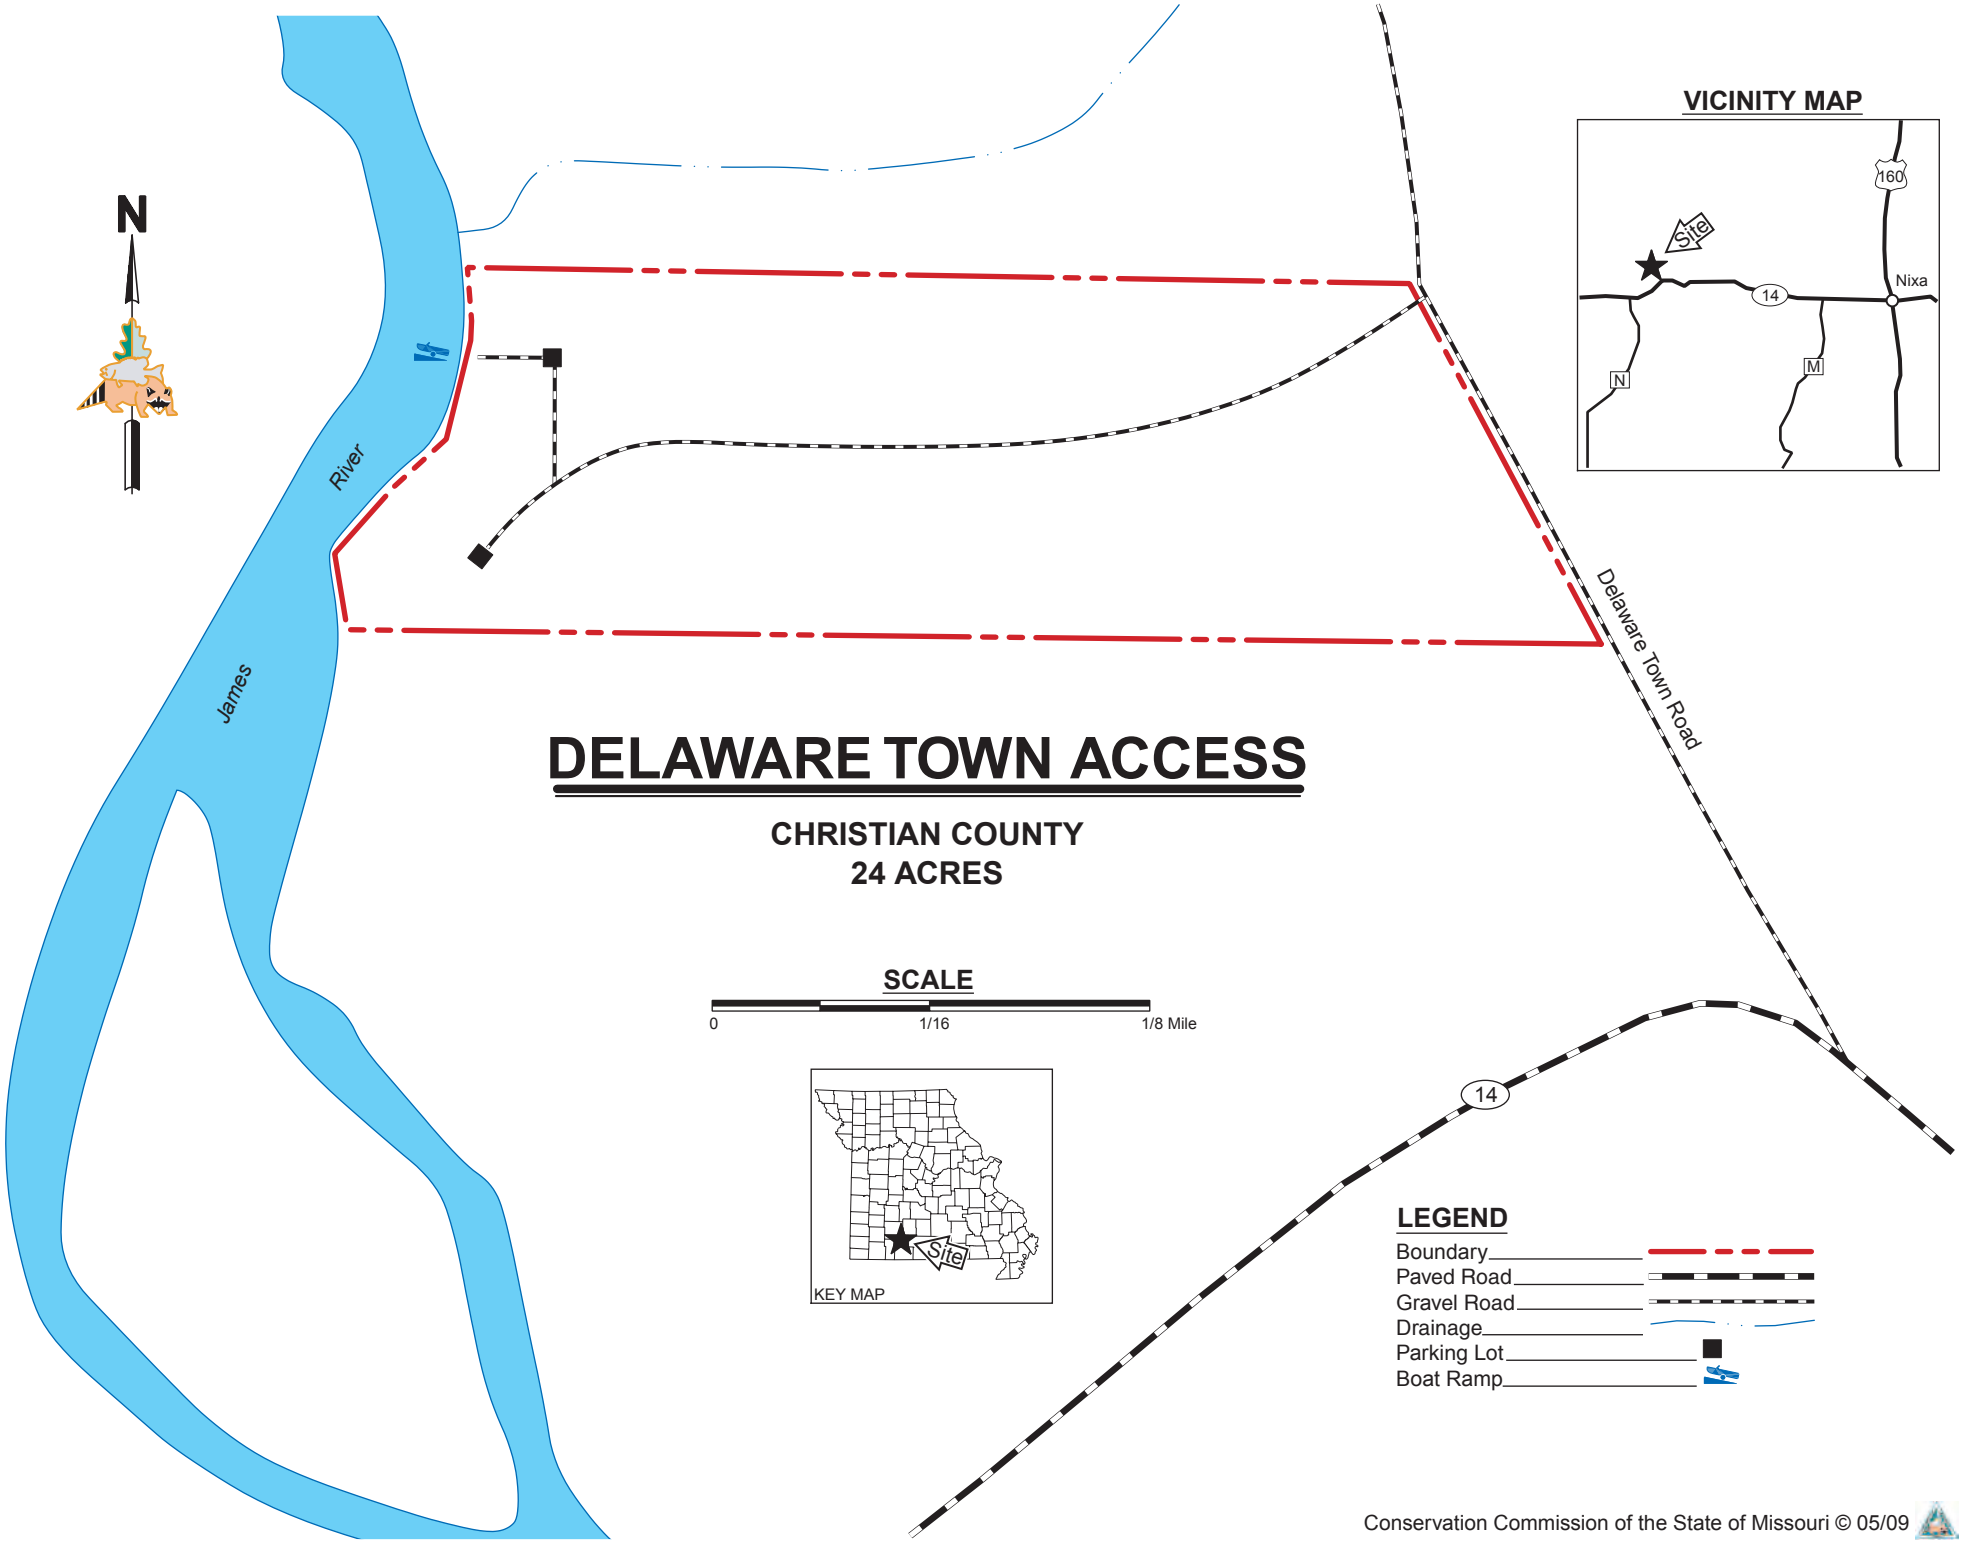 VICINITY MAP
160
Site
Nixa
14
N
M
N
River
James
Delaware Town Road
DELAWARE TOWN ACCESS
CHRISTIAN COUNTY
24 ACRES
SCALE
0 1/16 1/8 Mile
Site
KEY MAP
14
LEGEND
Boundary
Paved Road
Gravel Road
Drainage
Parking Lot
Boat Ramp
Conservation Commission of the State of Missouri © 05/09